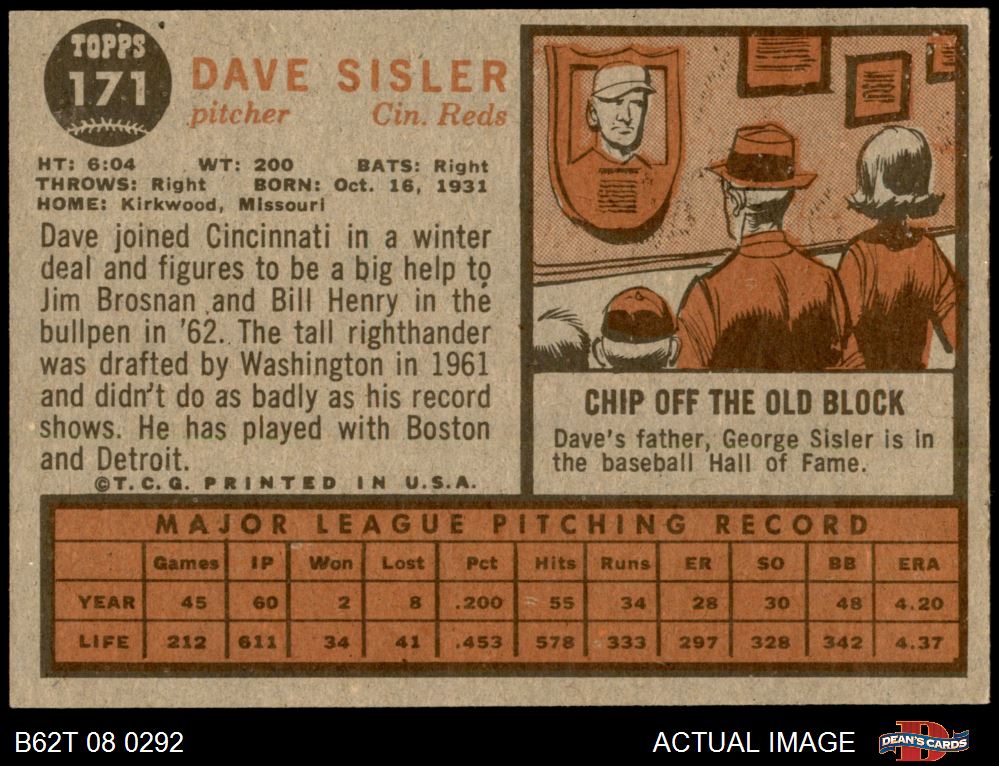 TOPPS
171
DAVE SISLER
pitcher Cin. Reds
HT: 6:04 WT: 200 BATS: Right
THROWS: Right BORN: Oct. 16, 1931
HOME: Kirkwood, Missouri
Dave joined Cincinnati in a winter
deal and figures to be a big help to
Jim Brosnan and Bill Henry in the
bullpen in '62. The tall righthander
was drafted by Washington in 1961
and didn't do as badly as his record
shows. He has played with Boston
and Detroit.
©T.C.G. PRINTED IN U.S.A.
CHIP OFF THE OLD BLOCK
Dave's father, George Sisler is in
the baseball Hall of Fame.
MAJOR LEAGUE PITCHING RECORD
Games IP Won Lost Pct Hits Runs ER SO BB ERA
YEAR 45 60 2 8 .200 55 34 28 30 48 4.20
LIFE 212 611 34 41 .453 578 333 297 328 342 4.37
B62T 08 0292
ACTUAL IMAGE
D
DEAN'S CARDS